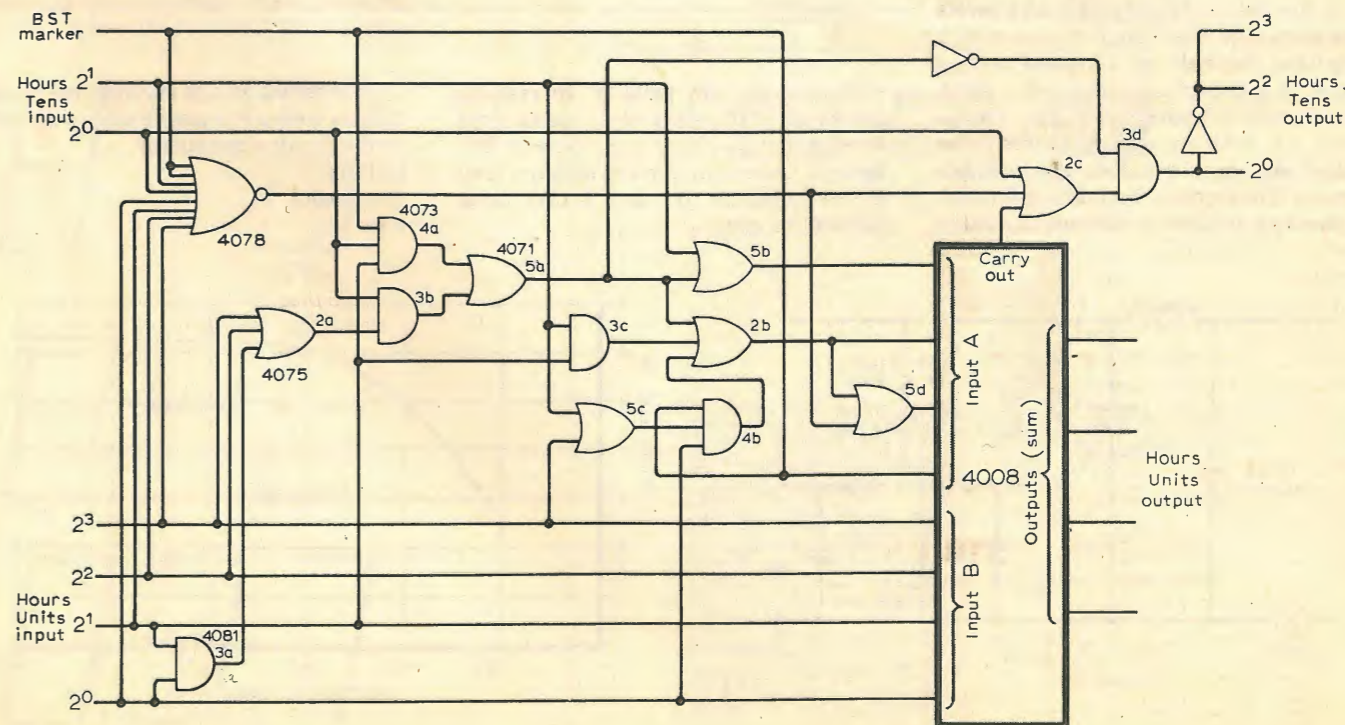 BST
marker
2¹
Hours
Tens
input
2⁰
4078
4073
4a
4071
5a
3b
2a
4075
3c
5b
2b
5c
4b
5d
2c
3d
2³
2²
Hours
Tens
output
2⁰
Carry
out
Input A
4008
Outputs (sum)
Input B
Hours
Units
output
2³
2²
Hours
Units
input
2¹
4081
3a
2⁰